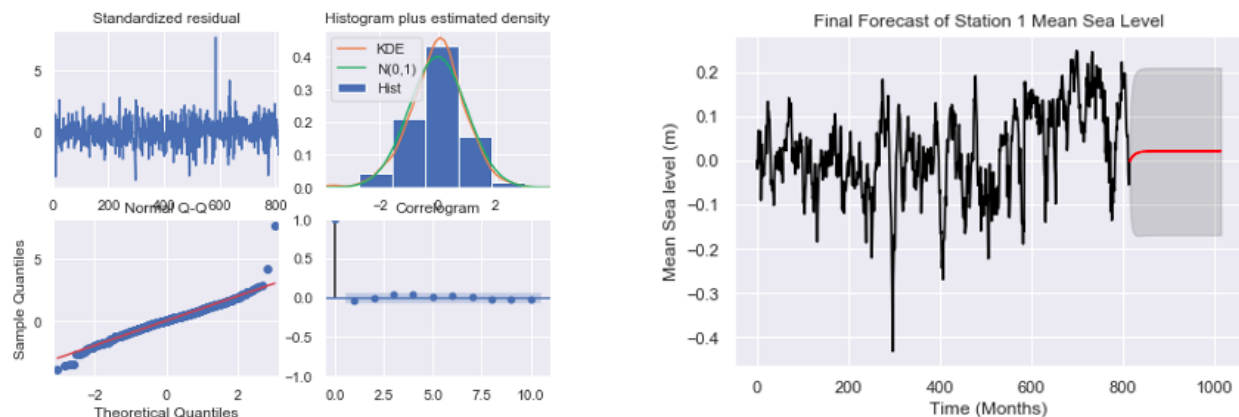 Standardized residual
5
0
0 200 400 600 800
Histogram plus estimated density
KDE
N(0,1)
Hist
0.4
0.3
0.2
0.1
0.0
−2 0 2
Normal Q-Q
Sample Quantiles
5
0
−2 0 2
Theoretical Quantiles
Correlogram
1.0
0.5
0.0
−0.5
−1.0
0.0 2.5 5.0 7.5 10.0
Final Forecast of Station 1 Mean Sea Level
Mean Sea level (m)
0.2
0.1
0.0
−0.1
−0.2
−0.3
−0.4
0 200 400 600 800 1000
Time (Months)